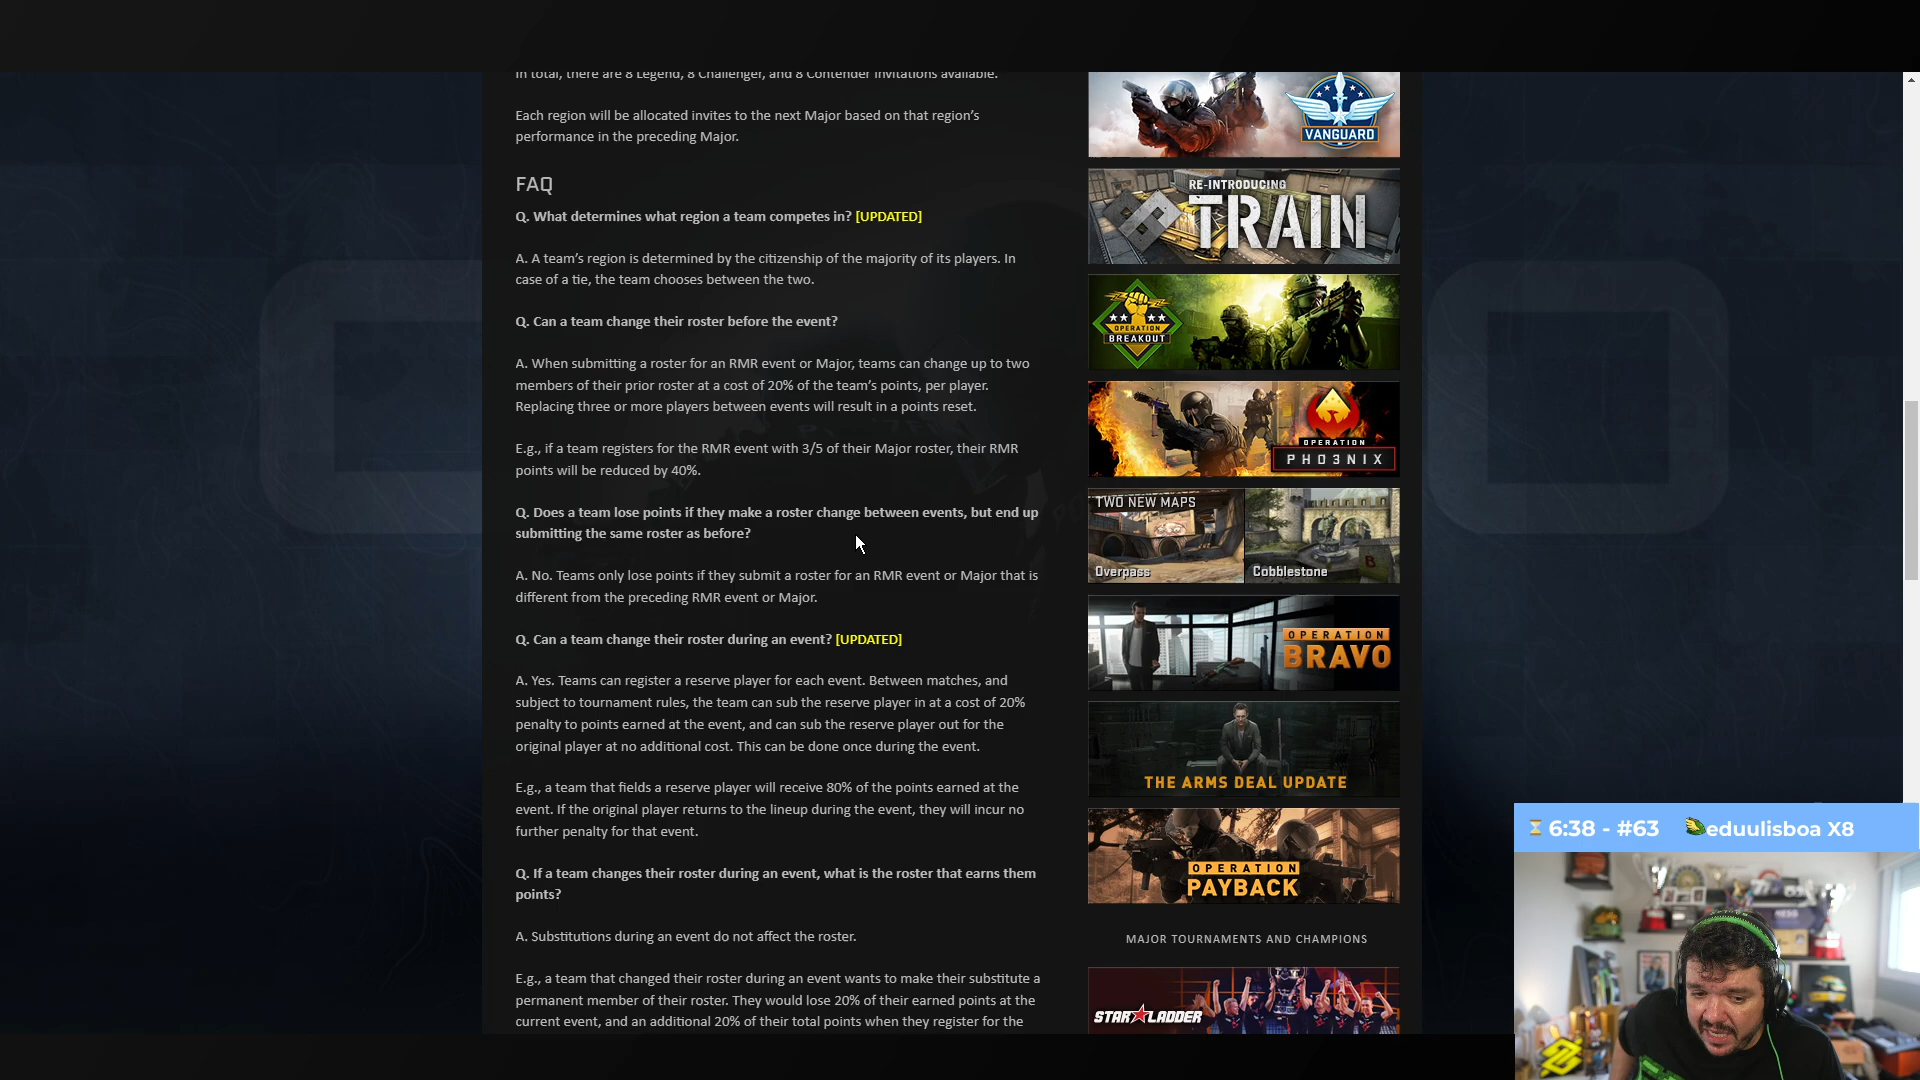 In total, there are 8 Legend, 8 Challenger, and 8 Contender invitations available.
Each region will be allocated invites to the next Major based on that region's
performance in the preceding Major.
FAQ
Q. What determines what region a team competes in? [UPDATED]
A. A team's region is determined by the citizenship of the majority of its players. In
case of a tie, the team chooses between the two.
Q. Can a team change their roster before the event?
A. When submitting a roster for an RMR event or Major, teams can change up to two
members of their prior roster at a cost of 20% of the team's points, per player.
Replacing three or more players between events will result in a points reset.
E.g., if a team registers for the RMR event with 3/5 of their Major roster, their RMR
points will be reduced by 40%.
Q. Does a team lose points if they make a roster change between events, but end up
submitting the same roster as before?
A. No. Teams only lose points if they submit a roster for an RMR event or Major that is
different from the preceding RMR event or Major.
Q. Can a team change their roster during an event? [UPDATED]
A. Yes. Teams can register a reserve player for each event. Between matches, and
subject to tournament rules, the team can sub the reserve player in at a cost of 20%
penalty to points earned at the event, and can sub the reserve player out for the
original player at no additional cost. This can be done once during the event.
E.g., a team that fields a reserve player will receive 80% of the points earned at the
event. If the original player returns to the lineup during the event, they will incur no
further penalty for that event.
Q. If a team changes their roster during an event, what is the roster that earns them
points?
A. Substitutions during an event do not affect the roster.
E.g., a team that changed their roster during an event wants to make their substitute a
permanent member of their roster. They would lose 20% of their earned points at the
current event, and an additional 20% of their total points when they register for the
VANGUARD
RE-INTRODUCING
TRAIN
OPERATION
BREAKOUT
OPERATION
PHO3NIX
TWO NEW MAPS
Overpass
Cobblestone
B
OPERATION
BRAVO
THE ARMS DEAL UPDATE
OPERATION
PAYBACK
MAJOR TOURNAMENTS AND CHAMPIONS
STAR LADDER
6:38 - #63
eduulisboa X8